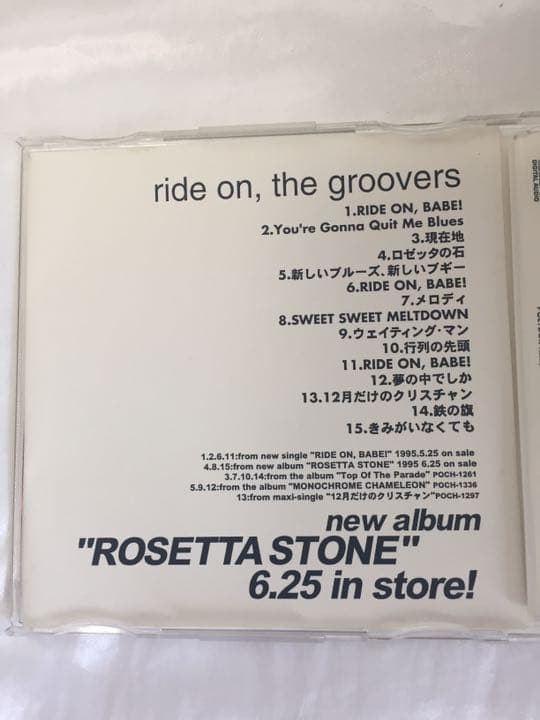 ride on, the groovers
1.RIDE ON, BABE!
2.You're Gonna Quit Me Blues
3.現在地
4.ロゼッタの石
5.新しいブルーズ、新しいブギー
6.RIDE ON, BABE!
7.メロディ
8.SWEET SWEET MELTDOWN
9.ウェイティング・マン
10.行列の先頭
11.RIDE ON, BABE!
12.夢の中でしか
13.12月だけのクリスチャン
14.鉄の旗
15.きみがいなくても
1.2.6.11:from new single "RIDE ON, BABE!" 1995.5.25 on sale
4.8.15:from new album "ROSETTA STONE" 1995 6.25 on sale
3.7.10.14:from the album "Top Of The Parade" POCH-1261
5.9.12:from the album "MONOCHROME CHAMELEON" POCH-1336
13:from maxi-single "12月だけのクリスチャン"POCH-1297
new album
"ROSETTA STONE"
6.25 in store!
DIGITAL AUDIO